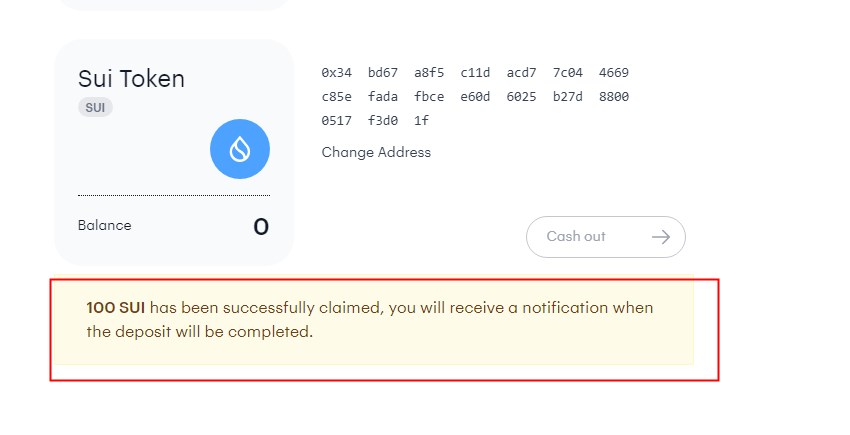 Sui Token
SUI
Balance 0
0x34 bd67 a8f5 c11d acd7 7c04 4669
c85e fada fbce e60d 6025 b27d 8800
0517 f3d0 1f
Change Address
Cash out
100 SUI has been successfully claimed, you will receive a notification when
the deposit will be completed.